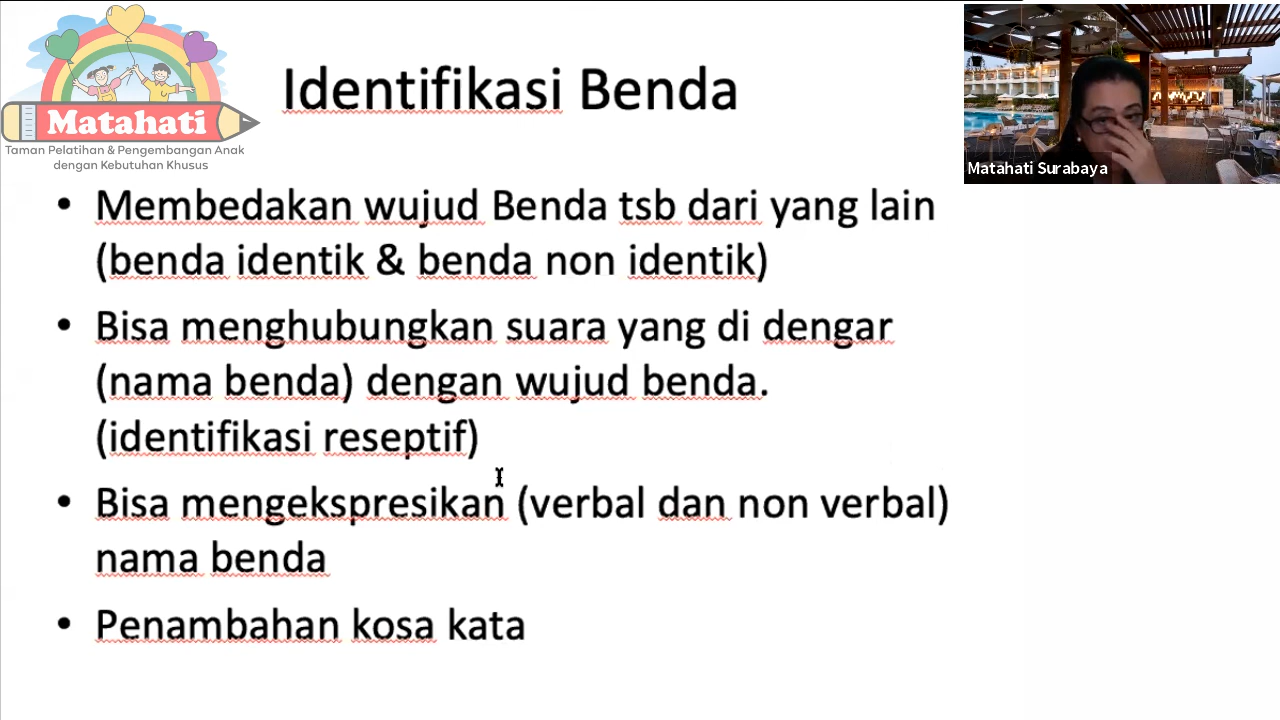 Matahati
Taman Pelatihan & Pengembangan Anak
dengan Kebutuhan Khusus
Identifikasi Benda
Matahati Surabaya
• Membedakan wujud Benda tsb dari yang lain
(benda identik & benda non identik)
• Bisa menghubungkan suara yang di dengar
(nama benda) dengan wujud benda.
(identifikasi reseptif)
• Bisa mengekspresikan (verbal dan non verbal)
nama benda
• Penambahan kosa kata